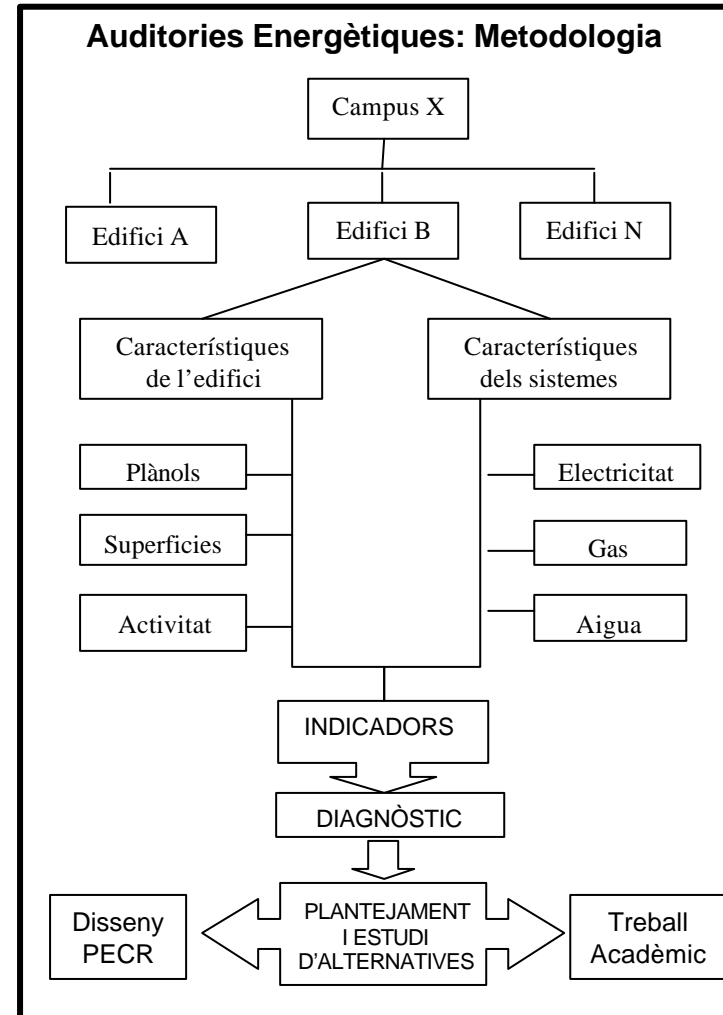 Auditories Energètiques: Metodologia
Campus X
Edifici A
Edifici B
Edifici N
Característiques
de l’edifici
Característiques
dels sistemes
Plànols
Electricitat
Superficies
Gas
Activitat
Aigua
INDICADORS
DIAGNÒSTIC
Disseny
PECR
PLANTEJAMENT
I ESTUDI
D’ALTERNATIVES
Treball
Acadèmic